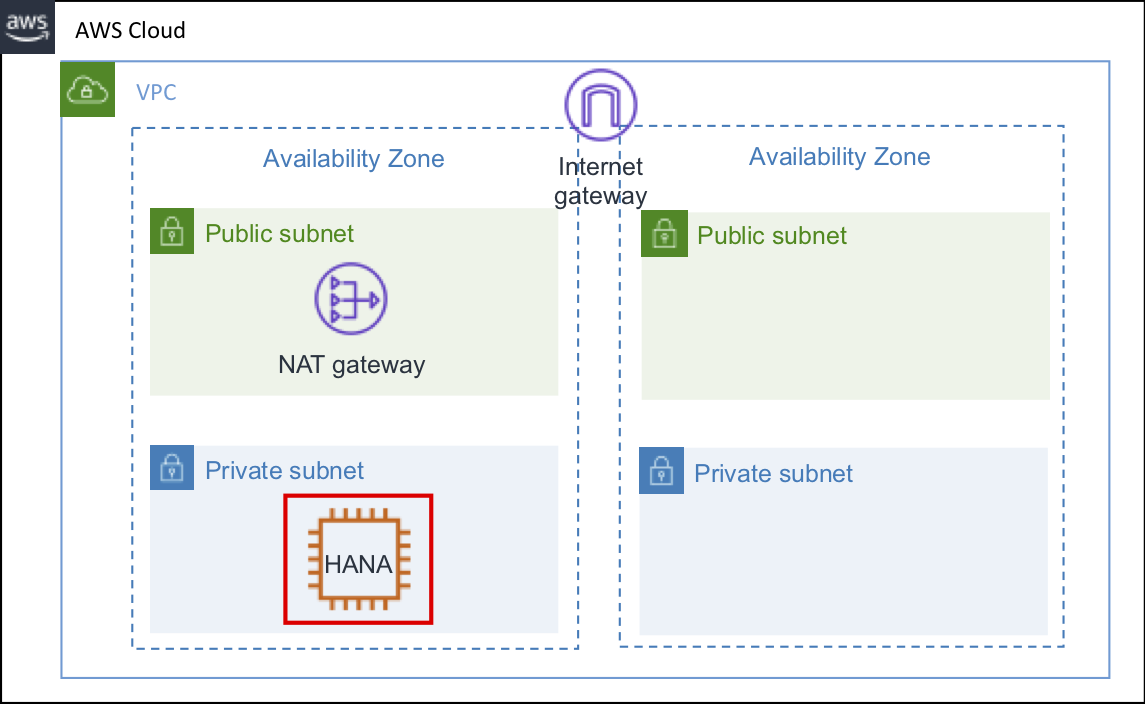 aws
AWS Cloud
VPC
Internet
gateway
Availability Zone
Availability Zone
Public subnet
Public subnet
NAT gateway
Private subnet
Private subnet
HANA